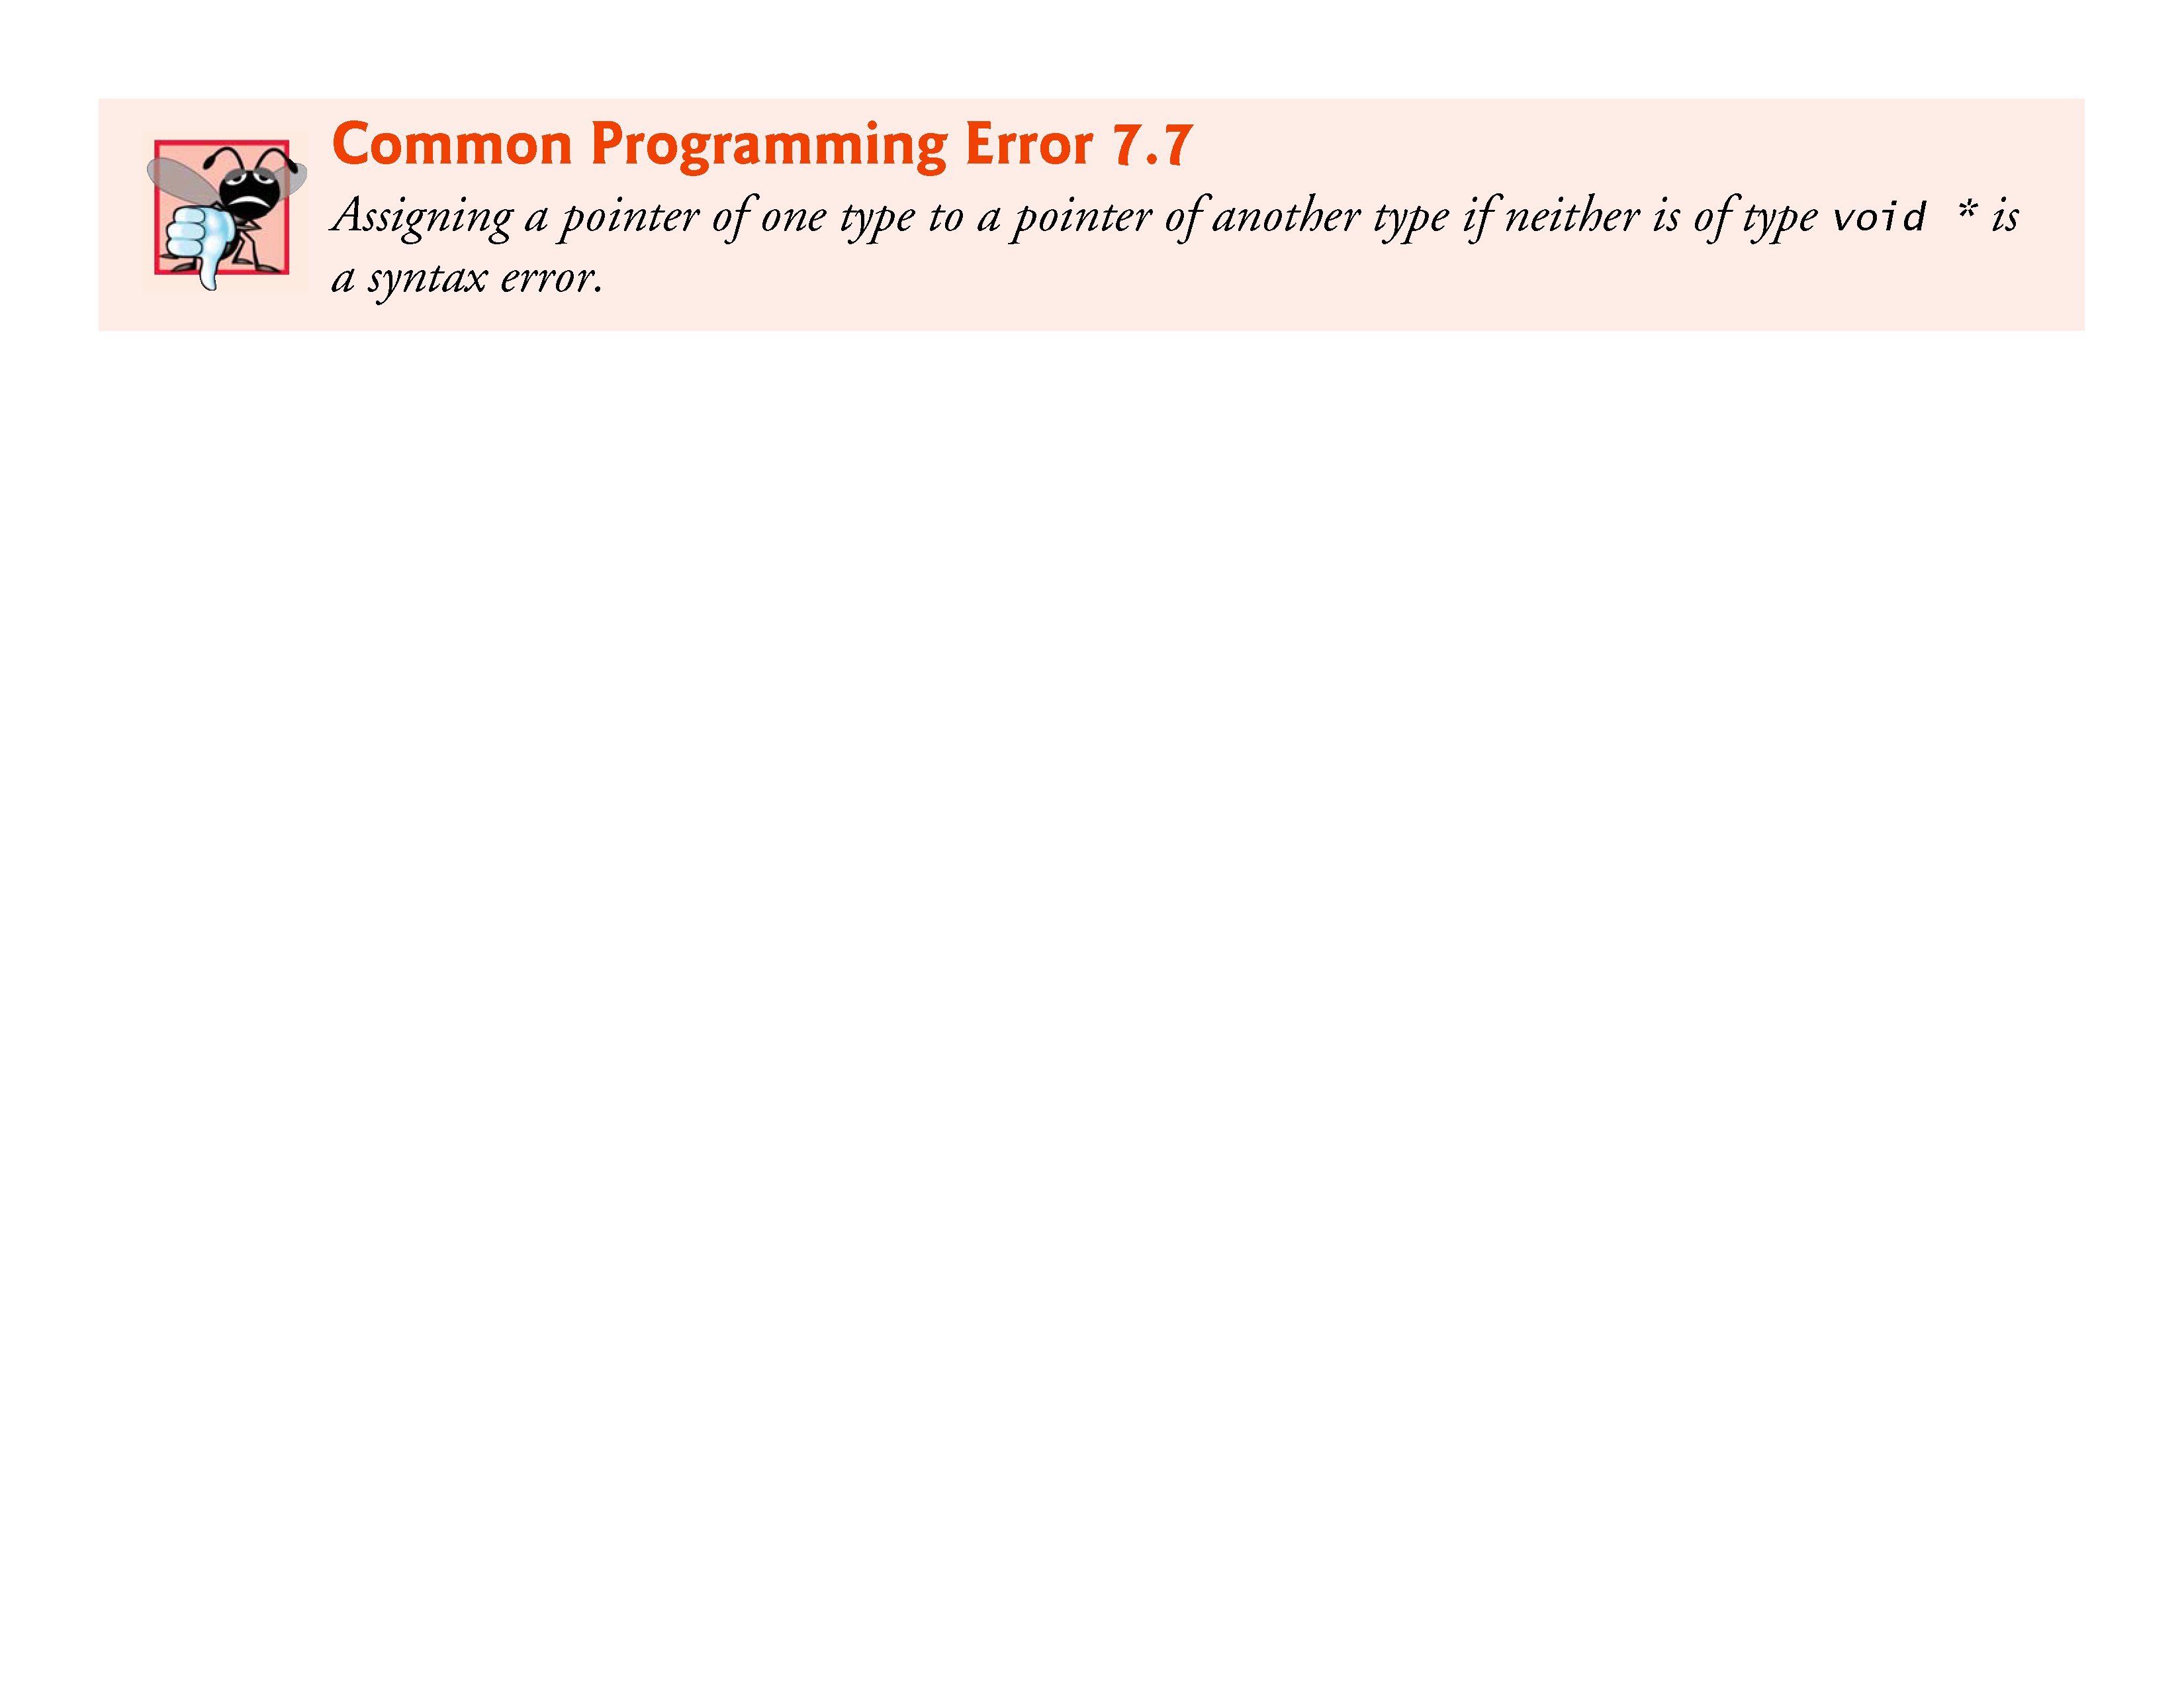 Common Programming Error 7.7
Assigning a pointer of one type to a pointer of another type if neither is of type void * is
a syntax error.